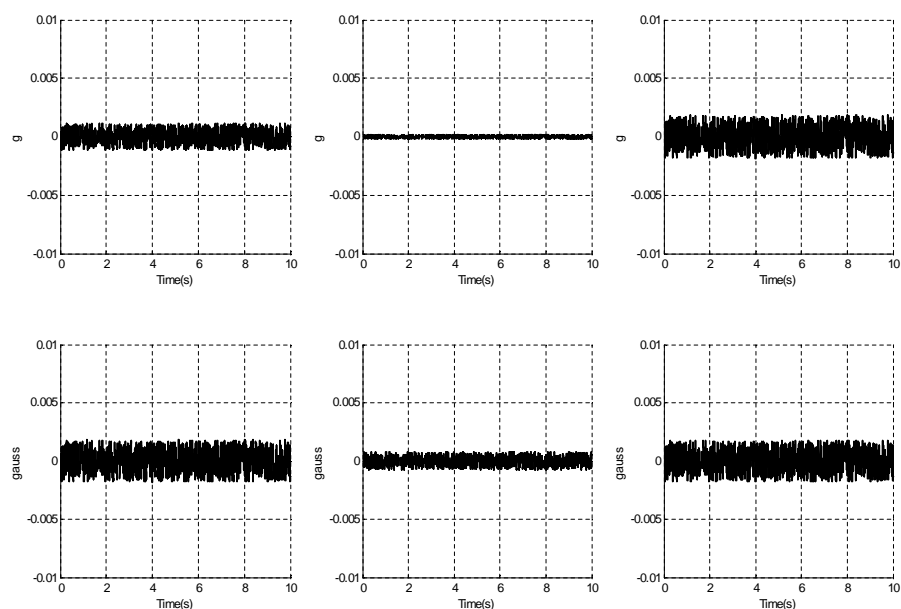 0.01 0.01 0.01
0.005 0.005 0.005
g 0 g 0 g 0
-0.005 -0.005 -0.005
-0.01 -0.01 -0.01
0 2 4 6 8 10 0 2 4 6 8 10 0 2 4 6 8 10
Time(s) Time(s) Time(s)
0.01 0.01 0.01
0.005 0.005 0.005
gauss 0 gauss 0 gauss 0
-0.005 -0.005 -0.005
-0.01 -0.01 -0.01
0 2 4 6 8 10 0 2 4 6 8 10 0 2 4 6 8 10
Time(s) Time(s) Time(s)